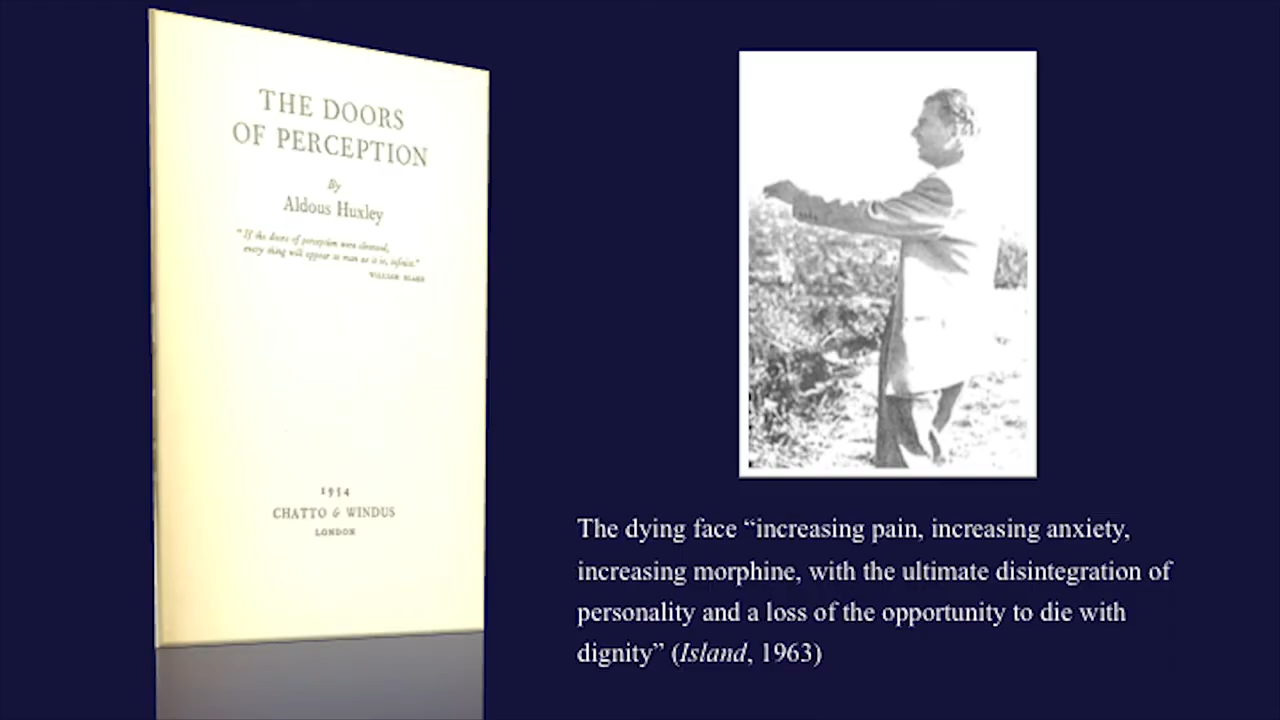 THE DOORS
OF PERCEPTION
By
Aldous Huxley
"If the doors of perception were cleansed,
every thing will appear to man as it is, infinite."
WILLIAM BLAKE
1954
CHATTO & WINDUS
LONDON
The dying face “increasing pain, increasing anxiety,
increasing morphine, with the ultimate disintegration of
personality and a loss of the opportunity to die with
dignity” (Island, 1963)